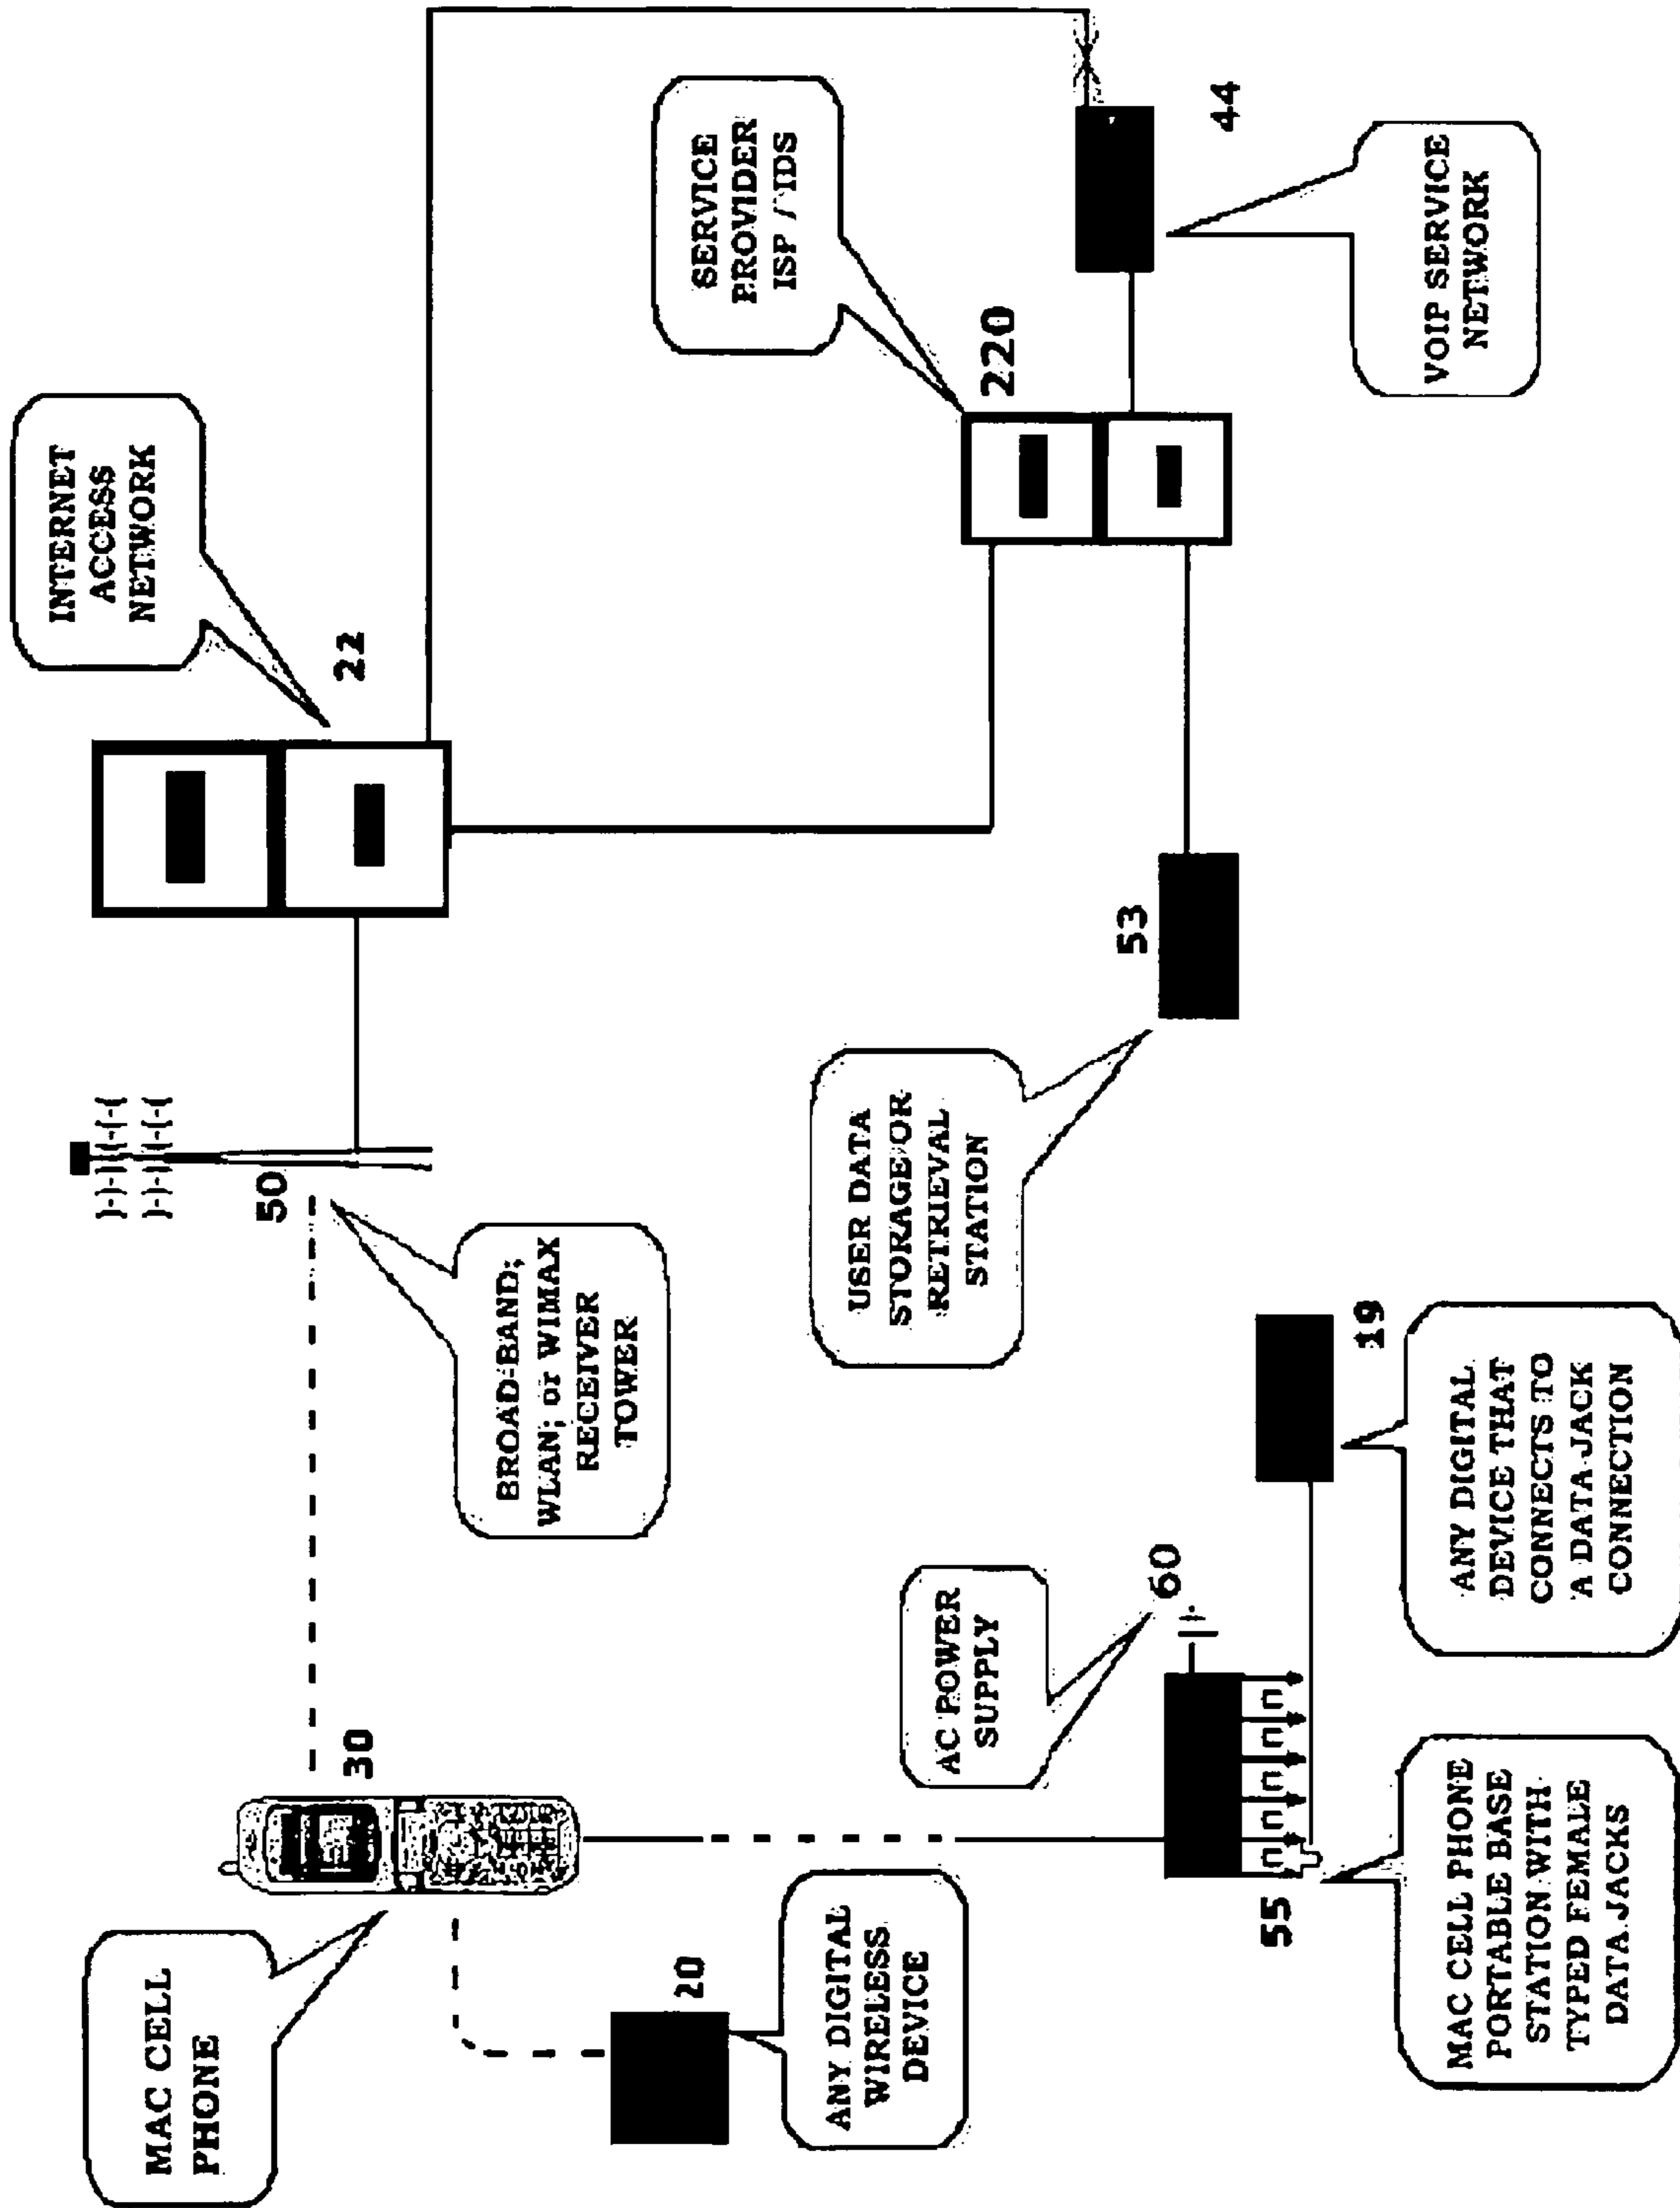 MAC CELL
PHONE
30
50
INTERNET
ACCESS
NETWORK
22
BROAD-BAND;
WLAN; or WIMAX
RECEIVER
TOWER
20
ANY DIGITAL
WIRELESS
DEVICE
SERVICE
PROVIDER
ISP / IDS
220
USER DATA
STORAGE OR
RETRIEVAL
STATION
53
44
VOIP SERVICE
NETWORK
AC POWER
SUPPLY
60
55
MAC CELL PHONE
PORTABLE BASE
STATION WITH
TYPED FEMALE
DATA JACKS
19
ANY DIGITAL
DEVICE THAT
CONNECTS TO
A DATA JACK
CONNECTION